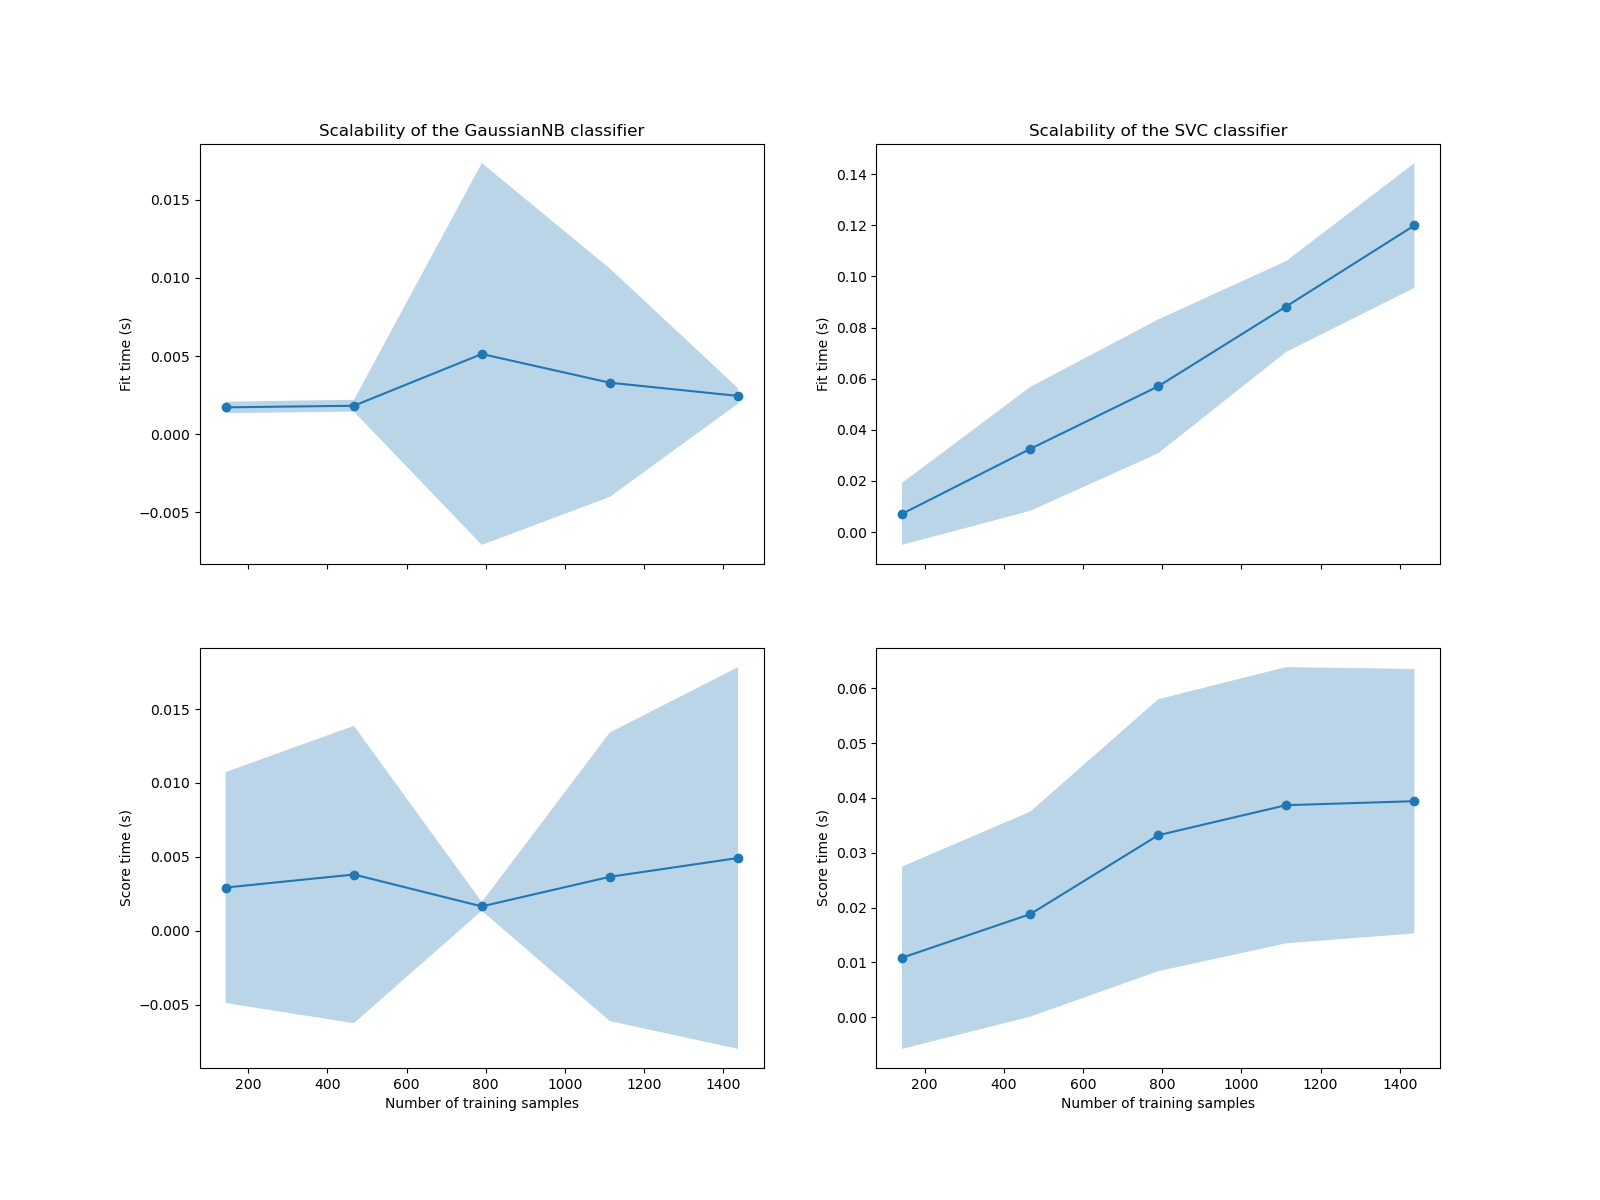 Scalability of the GaussianNB classifier
0.015
0.010
0.005
0.000
−0.005
Fit time (s)
Scalability of the SVC classifier
0.14
0.12
0.10
0.08
0.06
0.04
0.02
0.00
Fit time (s)
0.015
0.010
0.005
0.000
−0.005
Score time (s)
200 400 600 800 1000 1200 1400
Number of training samples
0.06
0.05
0.04
0.03
0.02
0.01
0.00
Score time (s)
200 400 600 800 1000 1200 1400
Number of training samples